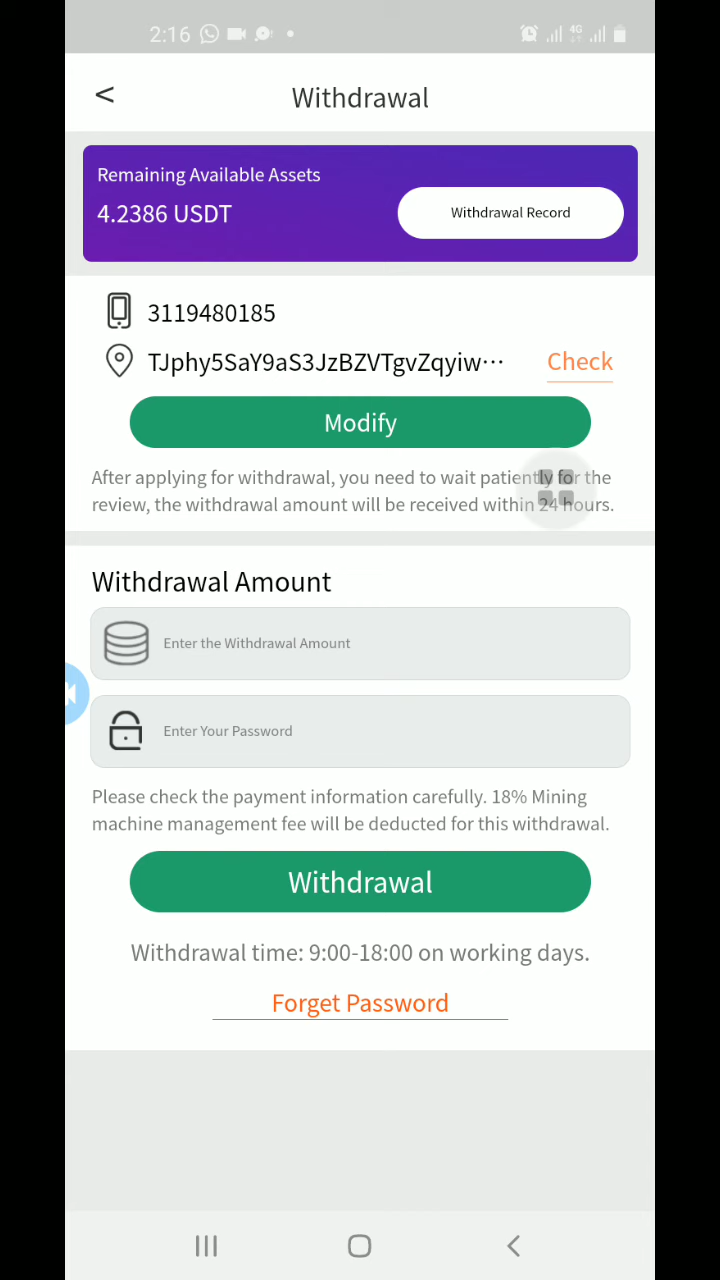 2:16
4G
<
Withdrawal
Remaining Available Assets
4.2386 USDT
Withdrawal Record
3119480185
TJphy5SaY9aS3JzBZVTgvZqyiw···
Check
Modify
After applying for withdrawal, you need to wait patiently for the
review, the withdrawal amount will be received within 24 hours.
Withdrawal Amount
Enter the Withdrawal Amount
Enter Your Password
Please check the payment information carefully. 18% Mining
machine management fee will be deducted for this withdrawal.
Withdrawal
Withdrawal time: 9:00-18:00 on working days.
Forget Password